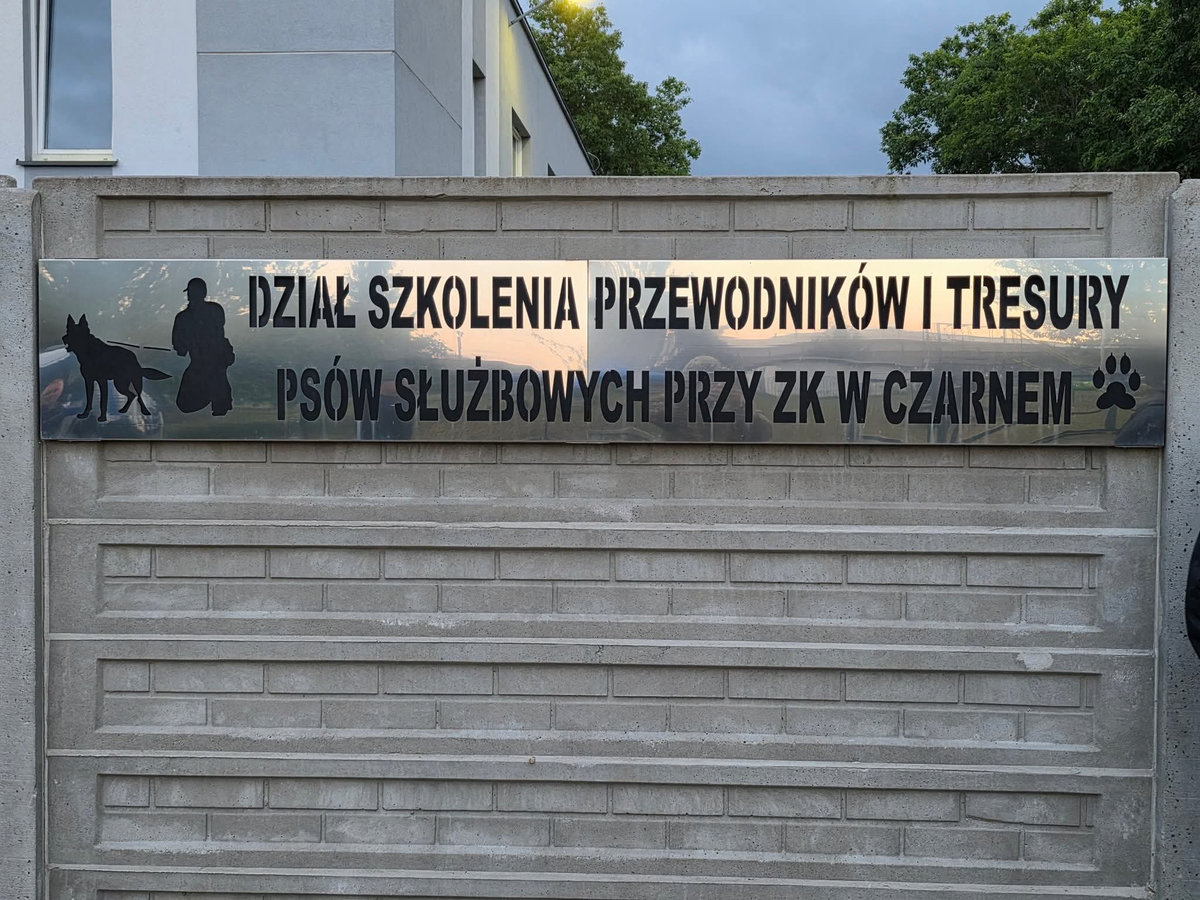 DZIAŁ SZKOLENIA PRZEWODNIKÓW I TRESURY
PSÓW SŁUŻBOWYCH PRZY ZK W CZARNEM